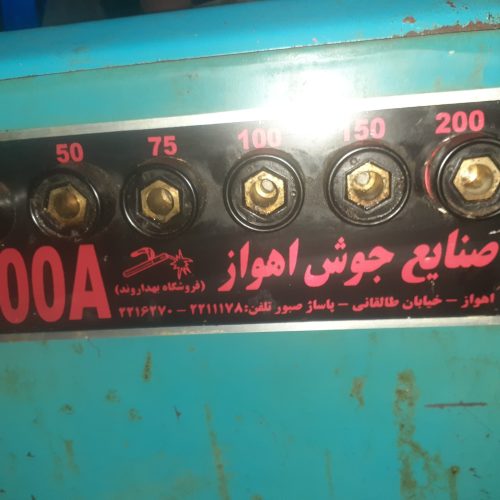 50 75 100 150 200
صنایع جوش اهواز
(فروشگاه بهداروند)
00A
اهواز – خیابان طالقانی – پاساژ صبور تلفن: ۲۲۱۱۱۷۸ – ۲۲۱۶۲۷۰